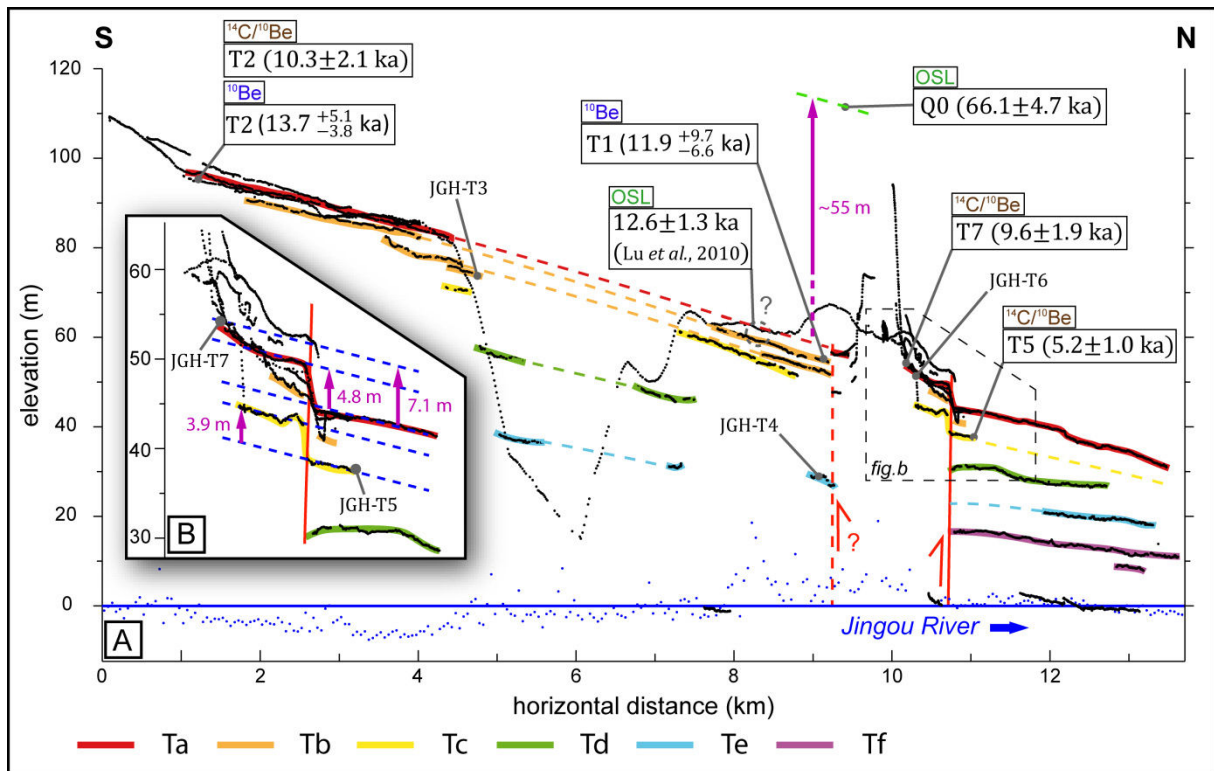 S
N
¹⁴C/¹⁰Be
T2 (10.3±2.1 ka)
¹⁰Be
T2 (13.7 +5.1 −3.8 ka)
OSL
Q0 (66.1±4.7 ka)
¹⁰Be
T1 (11.9 +9.7 −6.6 ka)
OSL
12.6±1.3 ka
(Lu et al., 2010)
¹⁴C/¹⁰Be
T7 (9.6±1.9 ka)
¹⁴C/¹⁰Be
T5 (5.2±1.0 ka)
JGH-T3
JGH-T6
JGH-T4
~55 m
?
?
fig.b
120
100
80
60
40
20
0
elevation (m)
60
50
40
30
JGH-T7
3.9 m
4.8 m
7.1 m
JGH-T5
B
A
Jingou River
0
2
4
6
8
10
12
horizontal distance (km)
Ta
Tb
Tc
Td
Te
Tf